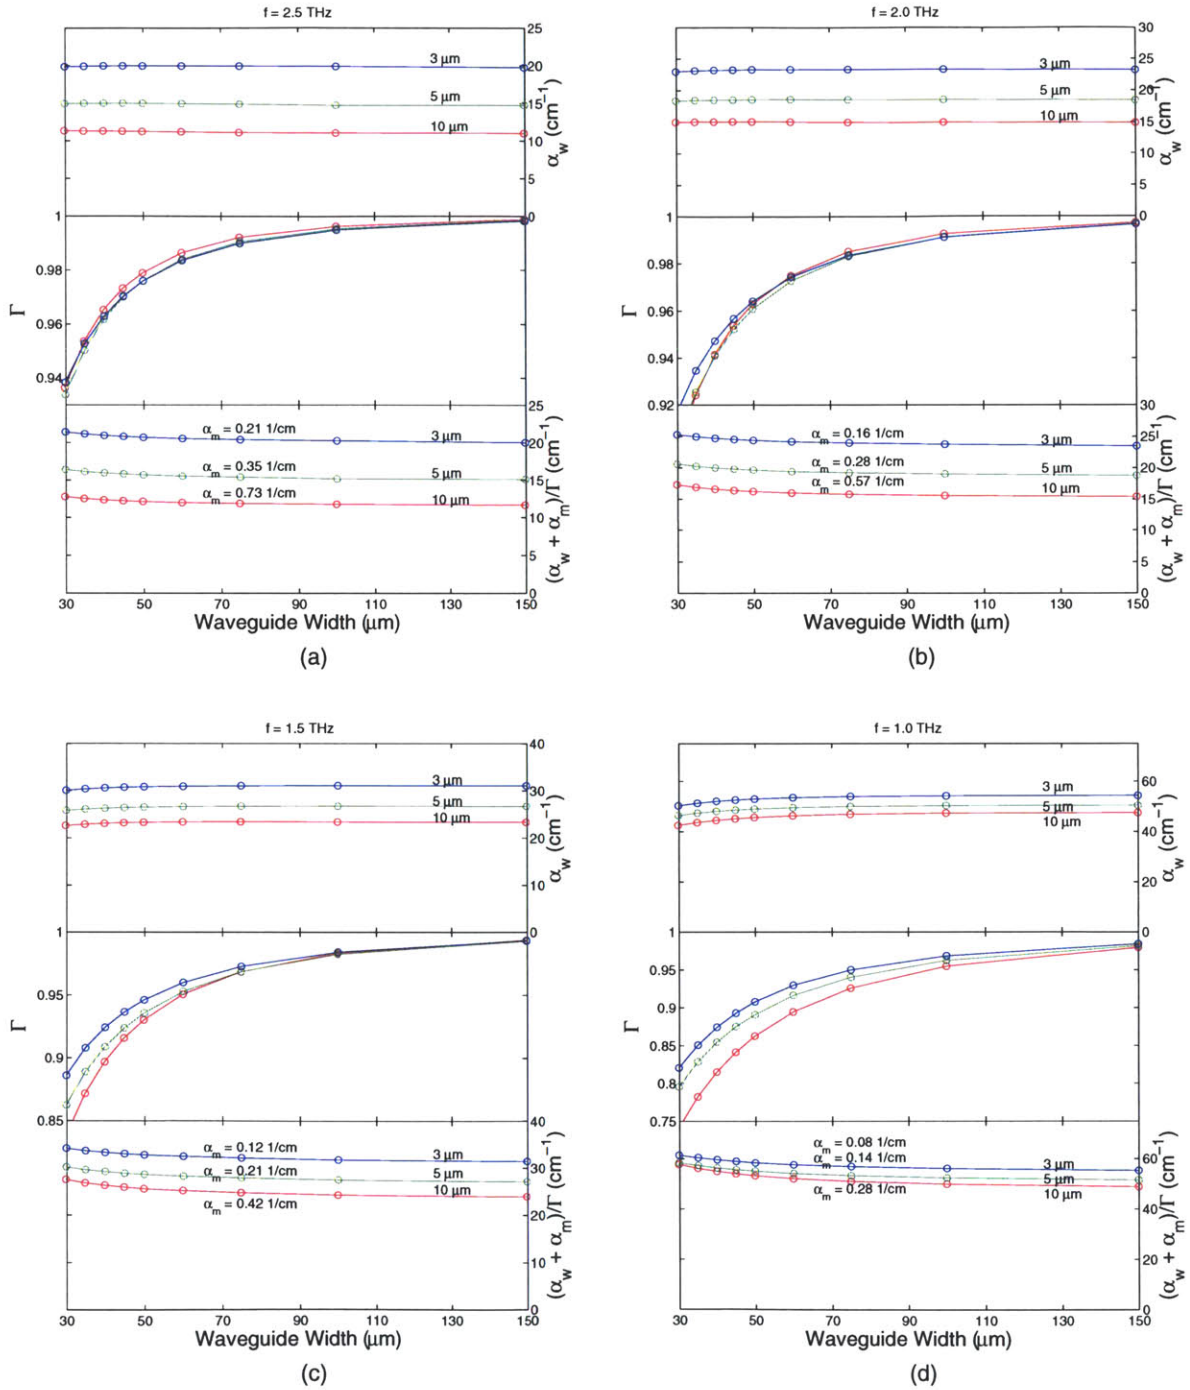 f = 2.5 THz
25
20
15
10
5
0
α_w (cm⁻¹)
3 μm
5 μm
10 μm
1
0.98
0.96
0.94
Γ
25
20
15
10
5
0
(α_w + α_m)/Γ (cm⁻¹)
α_m = 0.21 1/cm
3 μm
α_m = 0.35 1/cm
5 μm
α_m = 0.73 1/cm
10 μm
30 50 70 90 110 130 150
Waveguide Width (μm)
(a)
f = 2.0 THz
30
25
20
15
10
5
0
α_w (cm⁻¹)
3 μm
5 μm
10 μm
1
0.98
0.96
0.94
0.92
Γ
30
25
20
15
10
5
0
(α_w + α_m)/Γ (cm⁻¹)
α_m = 0.16 1/cm
3 μm
α_m = 0.28 1/cm
5 μm
α_m = 0.57 1/cm
10 μm
30 50 70 90 110 130 150
Waveguide Width (μm)
(b)
f = 1.5 THz
40
30
20
10
0
α_w (cm⁻¹)
3 μm
5 μm
10 μm
1
0.95
0.9
0.85
Γ
40
30
20
10
0
(α_w + α_m)/Γ (cm⁻¹)
α_m = 0.12 1/cm
3 μm
α_m = 0.21 1/cm
5 μm
α_m = 0.42 1/cm
10 μm
30 50 70 90 110 130 150
Waveguide Width (μm)
(c)
f = 1.0 THz
60
40
20
0
α_w (cm⁻¹)
3 μm
5 μm
10 μm
1
0.95
0.9
0.85
0.8
0.75
Γ
60
40
20
0
(α_w + α_m)/Γ (cm⁻¹)
α_m = 0.08 1/cm
α_m = 0.14 1/cm
3 μm
5 μm
α_m = 0.28 1/cm
10 μm
30 50 70 90 110 130 150
Waveguide Width (μm)
(d)